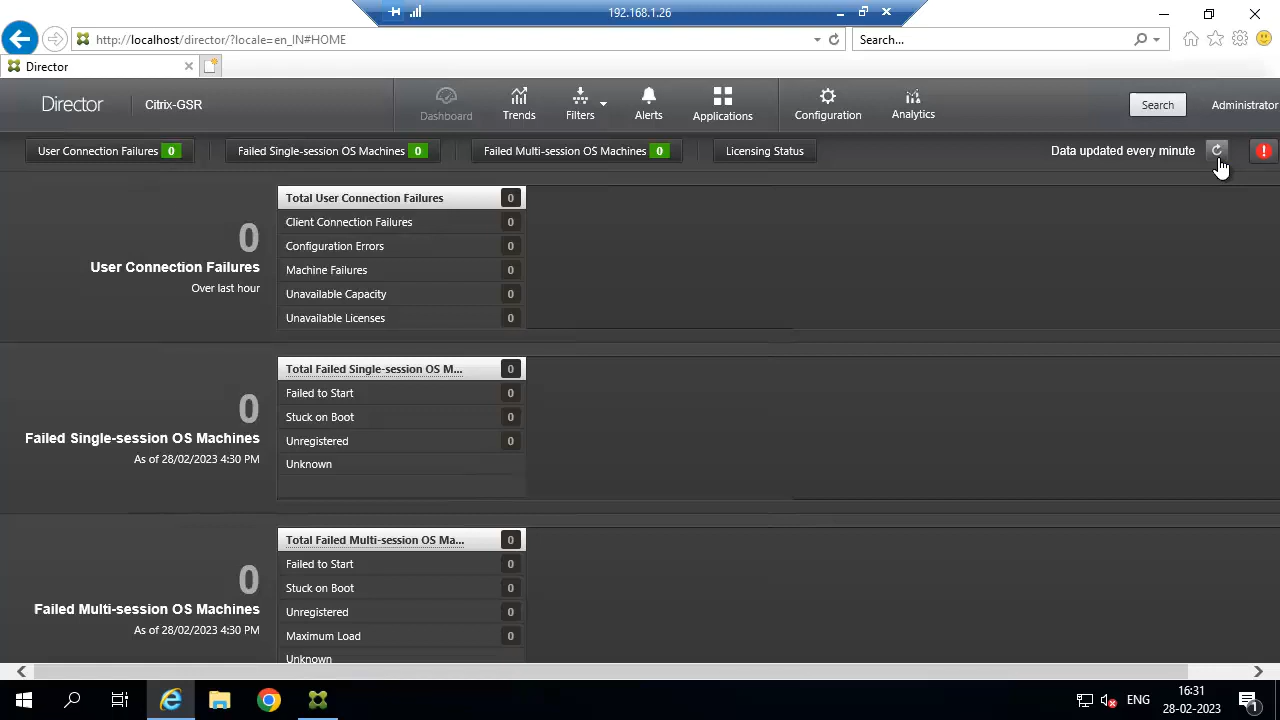 192.168.1.26
http://localhost/director/?locale=en_IN#HOME
Search...
Director
Director
Citrix-GSR
Dashboard
Trends
Filters
Alerts
Applications
Configuration
Analytics
Search
Administrator
User Connection Failures 0
Failed Single-session OS Machines 0
Failed Multi-session OS Machines 0
Licensing Status
Data updated every minute
0
User Connection Failures
Over last hour
Total User Connection Failures 0
Client Connection Failures 0
Configuration Errors 0
Machine Failures 0
Unavailable Capacity 0
Unavailable Licenses 0
0
Failed Single-session OS Machines
As of 28/02/2023 4:30 PM
Total Failed Single-session OS M... 0
Failed to Start 0
Stuck on Boot 0
Unregistered 0
Unknown
0
Failed Multi-session OS Machines
As of 28/02/2023 4:30 PM
Total Failed Multi-session OS Ma... 0
Failed to Start 0
Stuck on Boot 0
Unregistered 0
Maximum Load 0
Unknown
ENG
16:31
28-02-2023
1